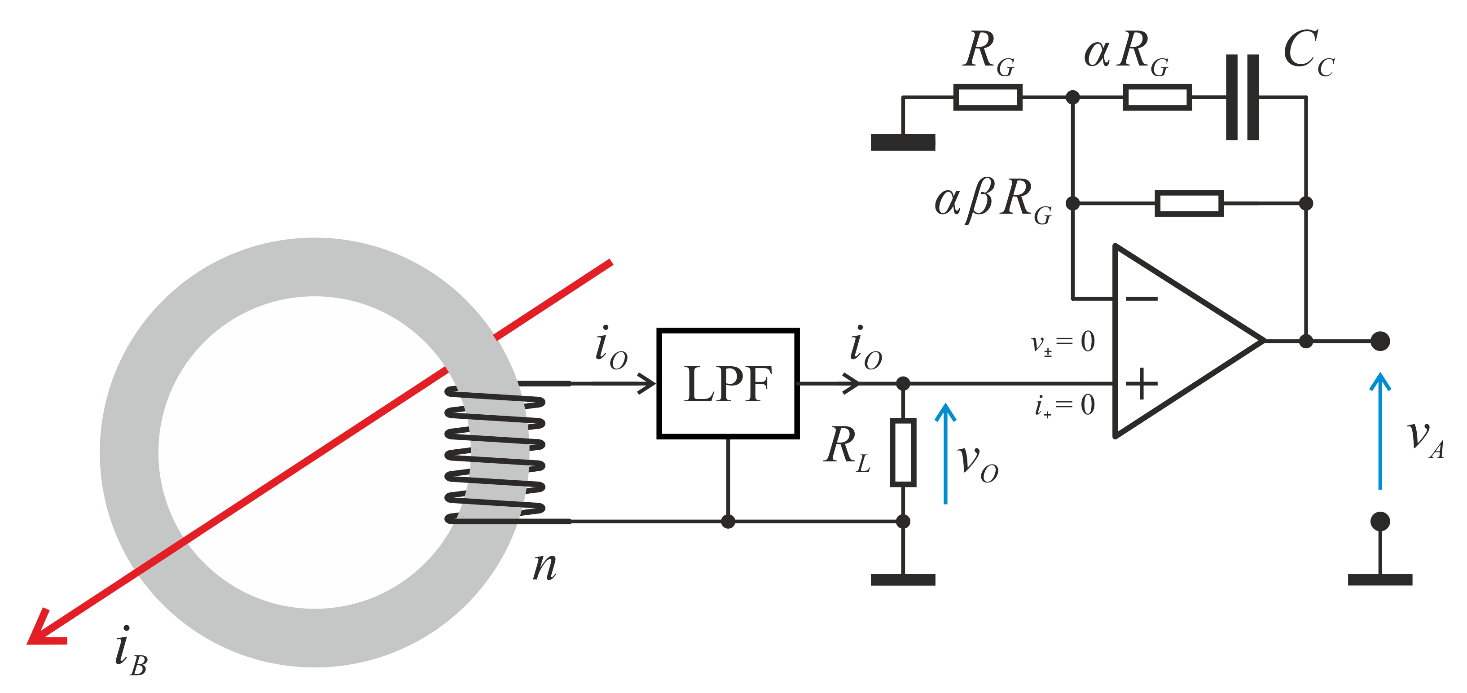 R_G αR_G C_C
αβR_G
v_± = 0
i_O LPF i_O
i_+ = 0
R_L v_O v_A
n
i_B